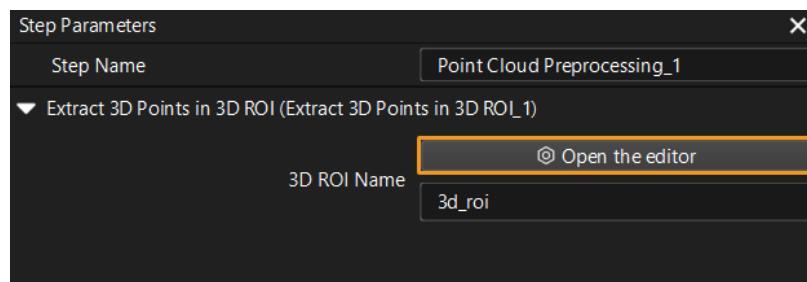 Step Parameters
Step Name
Point Cloud Preprocessing_1
Extract 3D Points in 3D ROI (Extract 3D Points in 3D ROI_1)
Open the editor
3D ROI Name
3d_roi